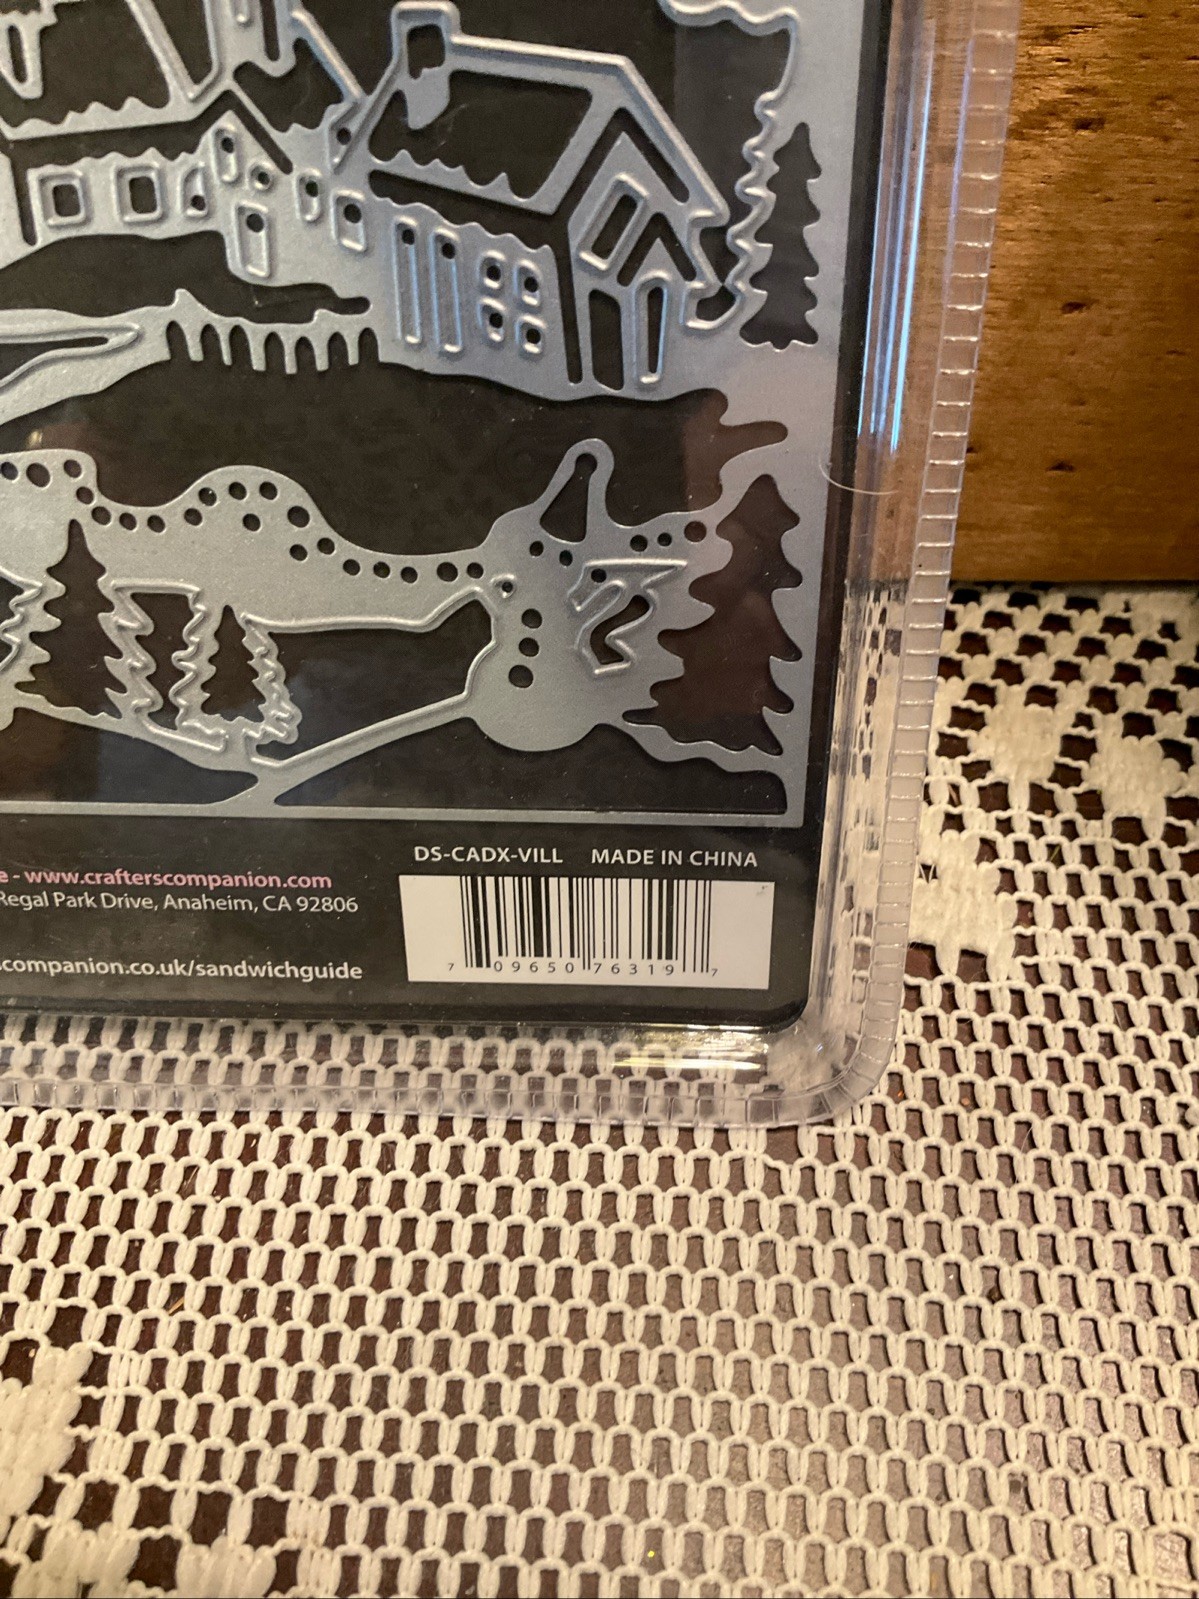 DS-CADX-VILL MADE IN CHINA
e - www.crafterscompanion.com
Regal Park Drive, Anaheim, CA 92806
companion.co.uk/sandwichguide
7 09650 76319 7